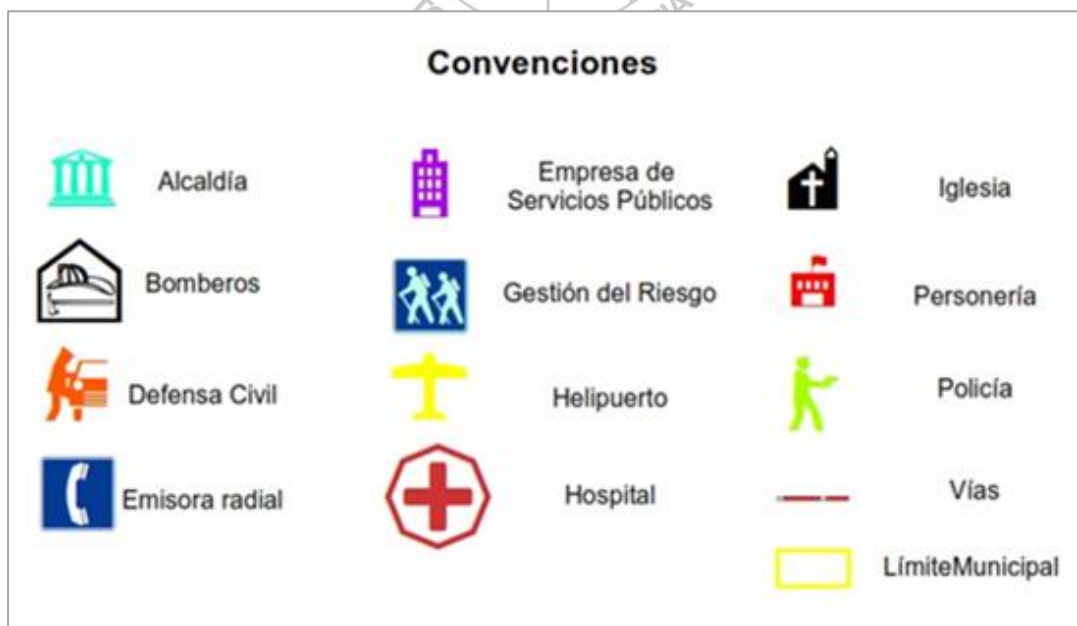 Convenciones
Alcaldía
Empresa de
Servicios Públicos
Iglesia
Bomberos
Gestión del Riesgo
Personería
Defensa Civil
Helipuerto
Policía
Emisora radial
Hospital
Vías
LímiteMunicipal